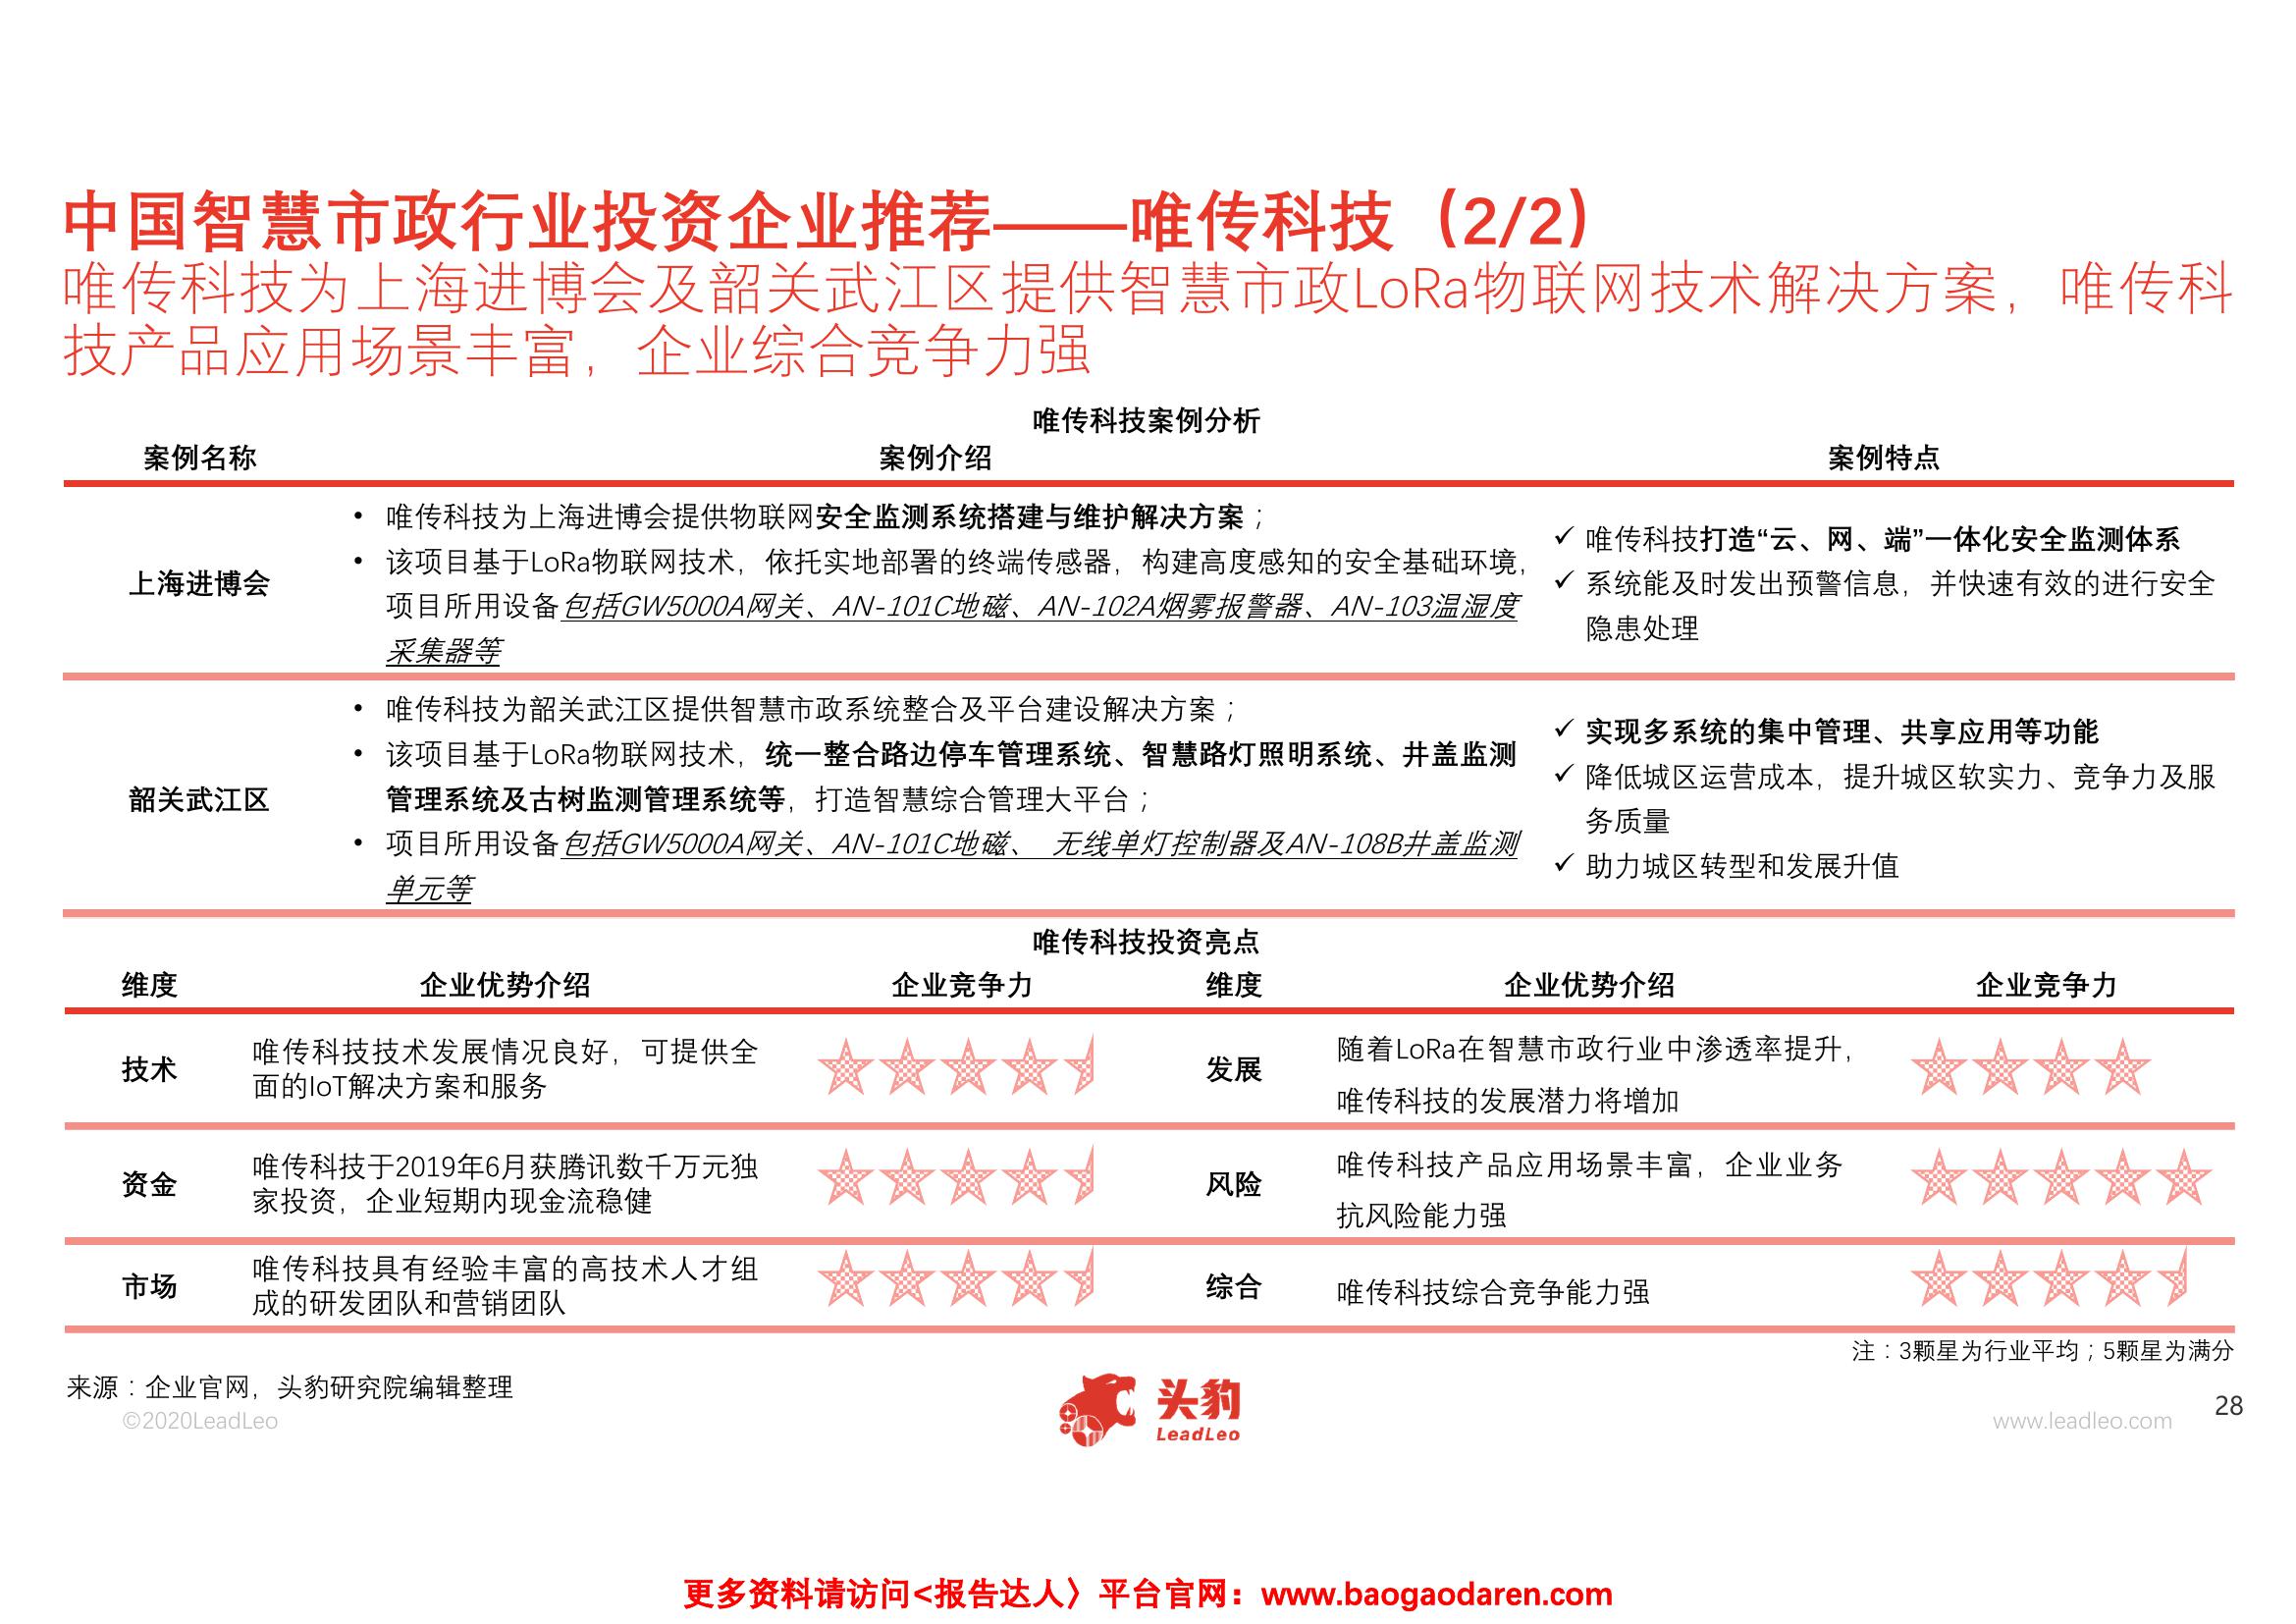 中国智慧市政行业投资企业推荐——唯传科技（2/2）
唯传科技为上海进博会及韶关武江区提供智慧市政LoRa物联网技术解决方案，唯传科
技产品应用场景丰富，企业综合竞争力强
唯传科技案例分析
案例名称 案例介绍 案例特点
上海进博会
• 唯传科技为上海进博会提供物联网安全监测系统搭建与维护解决方案；
• 该项目基于LoRa物联网技术，依托实地部署的终端传感器，构建高度感知的安全基础环境，
项目所用设备包括GW5000A网关、AN-101C地磁、AN-102A烟雾报警器、AN-103温湿度
采集器等
✓ 唯传科技打造“云、网、端”一体化安全监测体系
✓ 系统能及时发出预警信息，并快速有效的进行安全
隐患处理
韶关武江区
• 唯传科技为韶关武江区提供智慧市政系统整合及平台建设解决方案；
• 该项目基于LoRa物联网技术，统一整合路边停车管理系统、智慧路灯照明系统、井盖监测
管理系统及古树监测管理系统等，打造智慧综合管理大平台；
• 项目所用设备包括GW5000A网关、AN-101C地磁、 无线单灯控制器及AN-108B井盖监测
单元等
✓ 实现多系统的集中管理、共享应用等功能
✓ 降低城区运营成本，提升城区软实力、竞争力及服
务质量
✓ 助力城区转型和发展升值
唯传科技投资亮点
维度 企业优势介绍 企业竞争力 维度 企业优势介绍 企业竞争力
技术
唯传科技技术发展情况良好，可提供全
面的IoT解决方案和服务
发展
随着LoRa在智慧市政行业中渗透率提升，
唯传科技的发展潜力将增加
资金
唯传科技于2019年6月获腾讯数千万元独
家投资，企业短期内现金流稳健
风险
唯传科技产品应用场景丰富，企业业务
抗风险能力强
市场
唯传科技具有经验丰富的高技术人才组
成的研发团队和营销团队
综合
唯传科技综合竞争能力强
注：3颗星为行业平均；5颗星为满分
来源：企业官网，头豹研究院编辑整理
©2020LeadLeo
头豹
LeadLeo
www.leadleo.com
28
更多资料请访问<报告达人〉平台官网：www.baogaodaren.com